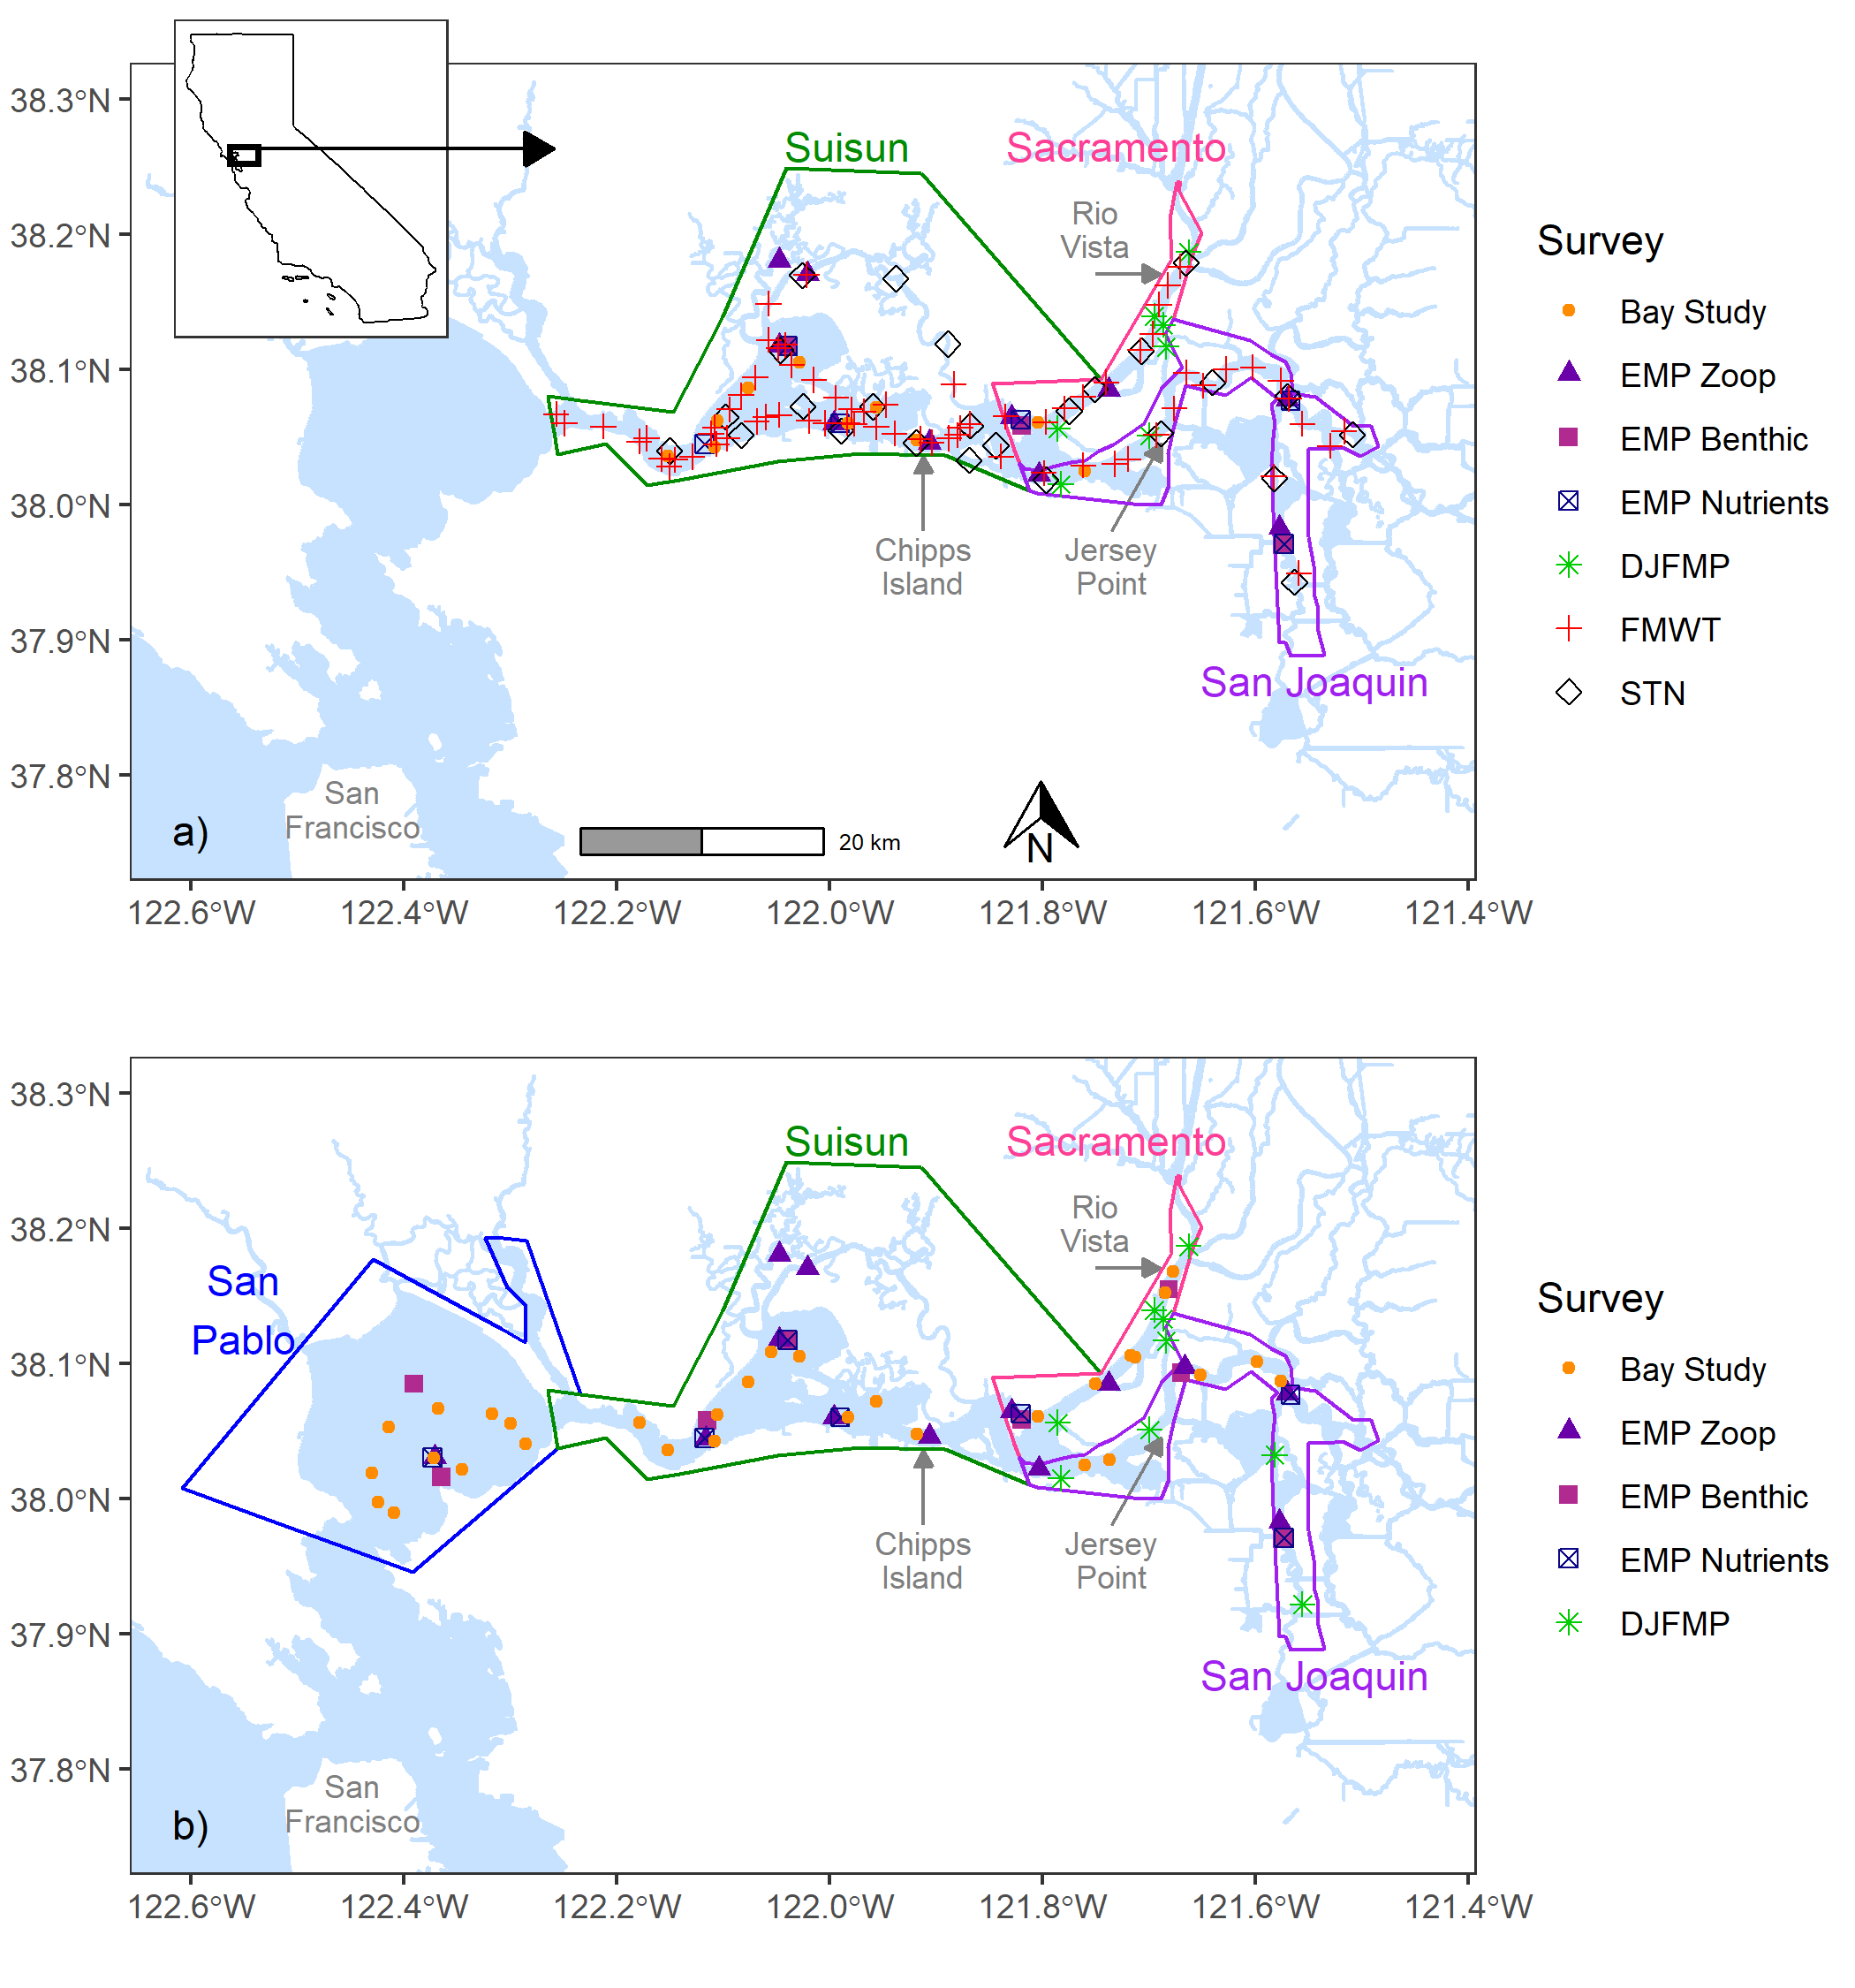 38.3°N
38.2°N
38.1°N
38.0°N
37.9°N
37.8°N
122.6°W
122.4°W
122.2°W
122.0°W
121.8°W
121.6°W
121.4°W
Suisun
Sacramento
Rio
Vista
Chipps
Island
Jersey
Point
San Joaquin
San
Francisco
a)
20 km
N
Survey
Bay Study
EMP Zoop
EMP Benthic
EMP Nutrients
DJFMP
FMWT
STN
38.3°N
38.2°N
38.1°N
38.0°N
37.9°N
37.8°N
122.6°W
122.4°W
122.2°W
122.0°W
121.8°W
121.6°W
121.4°W
Suisun
Sacramento
Rio
Vista
San
Pablo
Chipps
Island
Jersey
Point
San Joaquin
San
Francisco
b)
Survey
Bay Study
EMP Zoop
EMP Benthic
EMP Nutrients
DJFMP